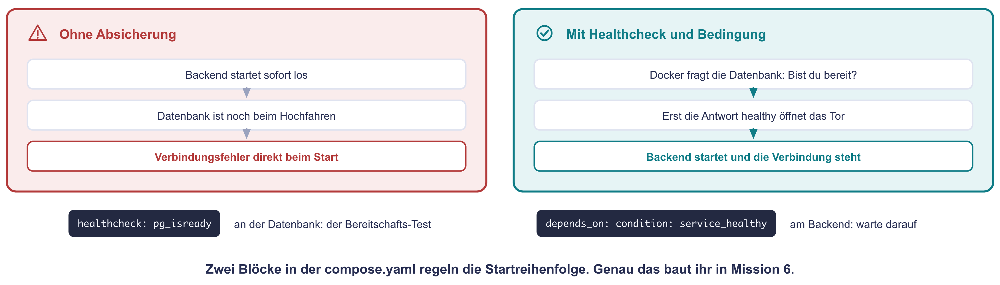 Ohne Absicherung
Backend startet sofort los
Datenbank ist noch beim Hochfahren
Verbindungsfehler direkt beim Start
Mit Healthcheck und Bedingung
Docker fragt die Datenbank: Bist du bereit?
Erst die Antwort healthy öffnet das Tor
Backend startet und die Verbindung steht
healthcheck: pg_isready
an der Datenbank: der Bereitschafts-Test
depends_on: condition: service_healthy
am Backend: warte darauf
Zwei Blöcke in der compose.yaml regeln die Startreihenfolge. Genau das baut ihr in Mission 6.